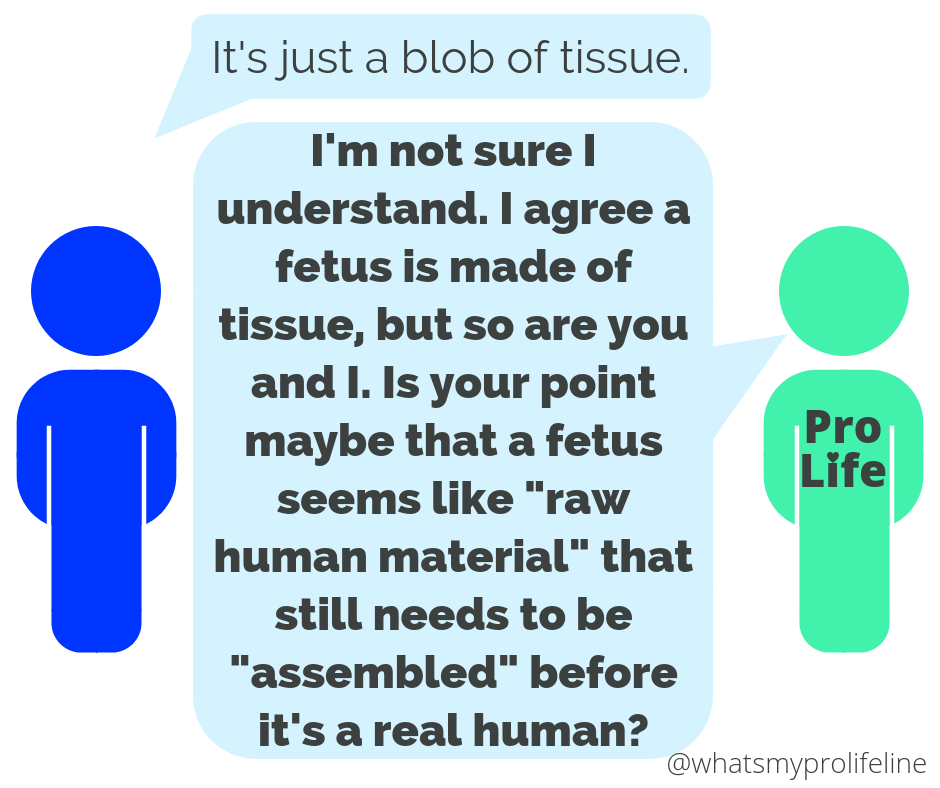 It's just a blob of tissue.
I'm not sure I
understand. I agree a
fetus is made of
tissue, but so are you
and I. Is your point
maybe that a fetus
seems like "raw
human material" that
still needs to be
"assembled" before
it's a real human?
Pro
Life
@whatsmyprolifeline